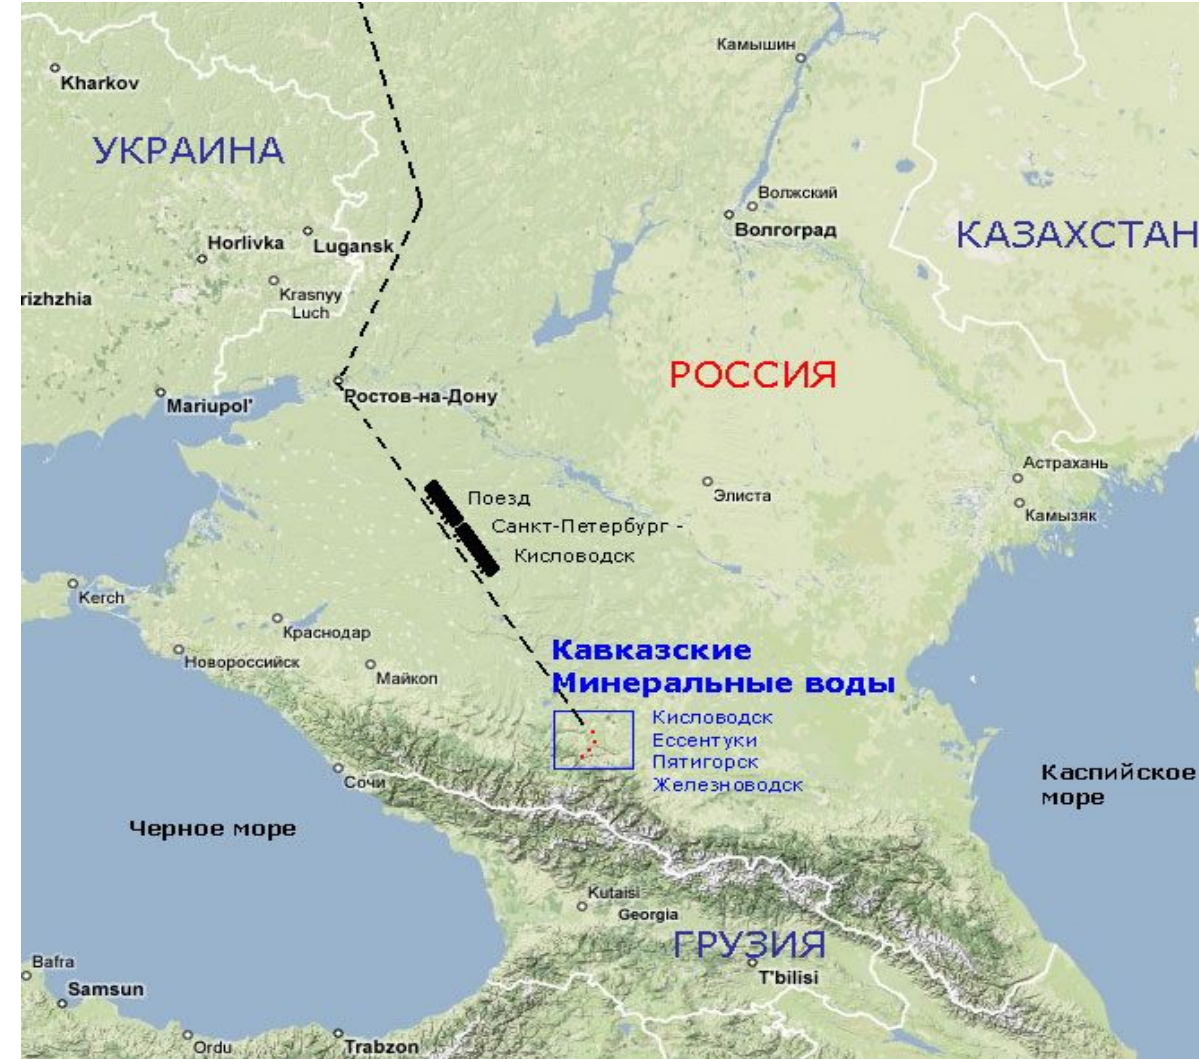 Камышин
Kharkov
УКРАИНА
Волжский
Волгоград
КАЗАХСТАН
Horlivka
Lugansk
Krasnyy
Luch
rizhzhia
РОССИЯ
Mariupol'
Ростов-на-Дону
Астрахань
Элиста
Камызяк
Поезд
Санкт-Петербург -
Кисловодск
Kerch
Краснодар
Новороссийск
Майкоп
Кавказские
Минеральные воды
Кисловодск
Ессентуки
Пятигорск
Железноводск
Сочи
Каспийское
море
Черное море
Kutaisi
Georgia
ГРУЗИЯ
T'bilisi
Bafra
Samsun
Ordu
Trabzon